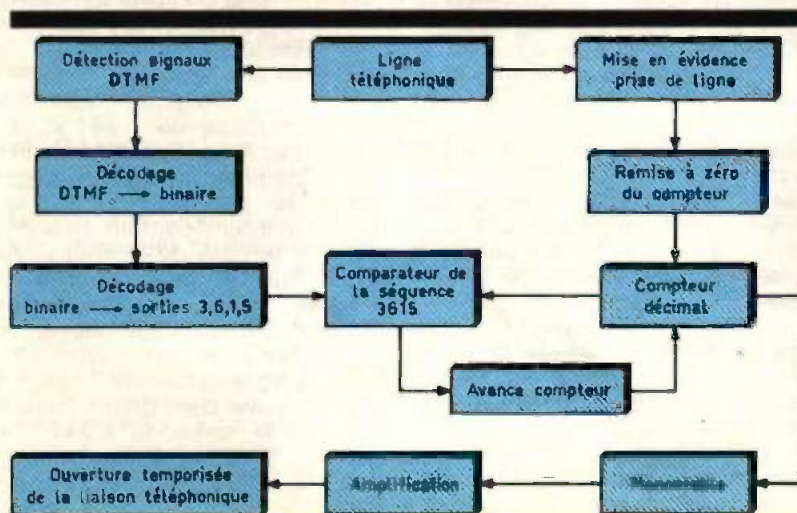 Détection signaux
DTMF
Ligne
téléphonique
Mise en évidence
prise de ligne
Décodage
DTMF → binaire
Remise à zéro
du compteur
Décodage
binaire → sorties 3,6,1,5
Comparateur de
la séquence
3615
Compteur
décimal
Avance compteur
Ouverture temporisée
de la liaison téléphonique
Amplification
Monostable